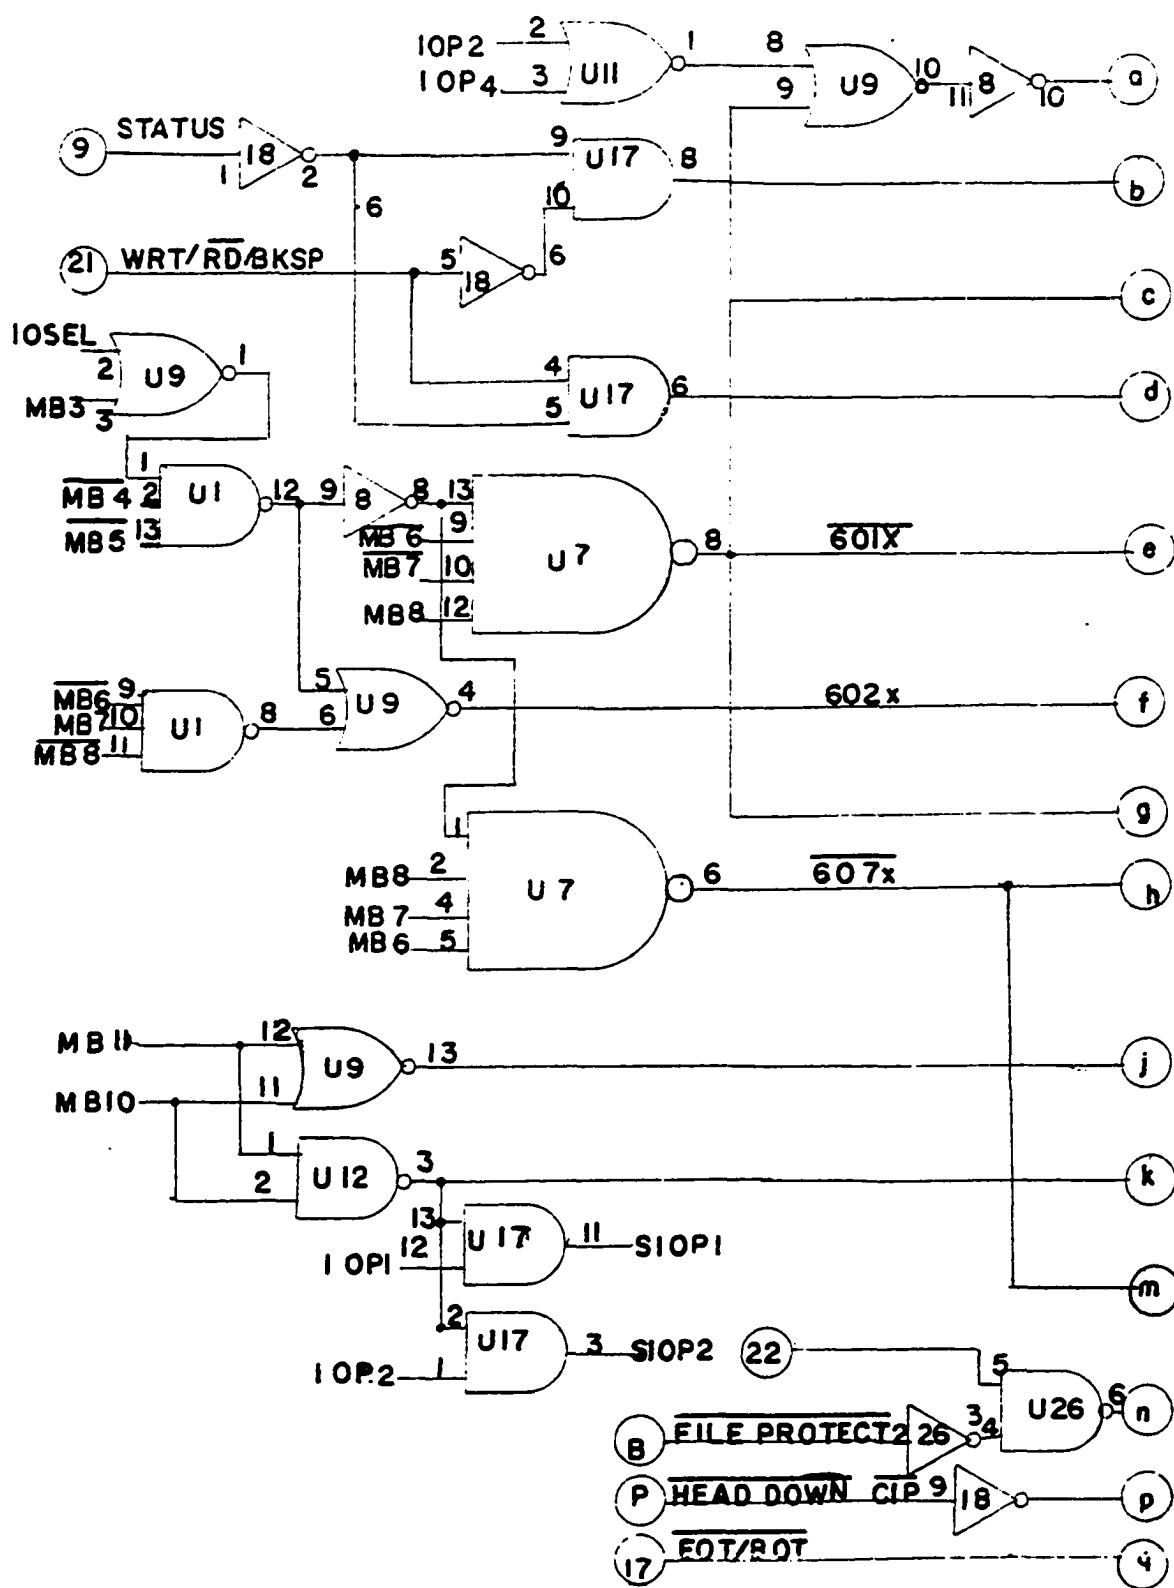 IOP2 2 1 8
IOP4 3 U11 9 U9 10 11 8 10 a
9 STATUS 1 18 2 9 U17 8 b
6 10
21 WRT/RD/BKSP 5 18 6 c
IOSEL 2 U9 1
MB3 3
4 5 U17 6 d
1
MB4 2 U1 12 9 8 8 13
MB5 13
MB6 9
MB7 10 U7 8 601X e
MB8 12
MB6 9 5
MB7 10 U1 8 6 U9 4 602x f
MB8 11
g
1
MB8 2 U7 6 607x h
MB7 4
MB6 5
MB11 12 U9 13 j
MB10 11
1 U12 3 k
2
13 U17 11 SIOP1
IOP1 12
m
2 U17 3 SIOP2
IOP2 1
22 5 U26 6 n
B FILE PROTECT 2 26 3 4
P HEAD DOWN CIP 9 18 p
17 EOT/BOT